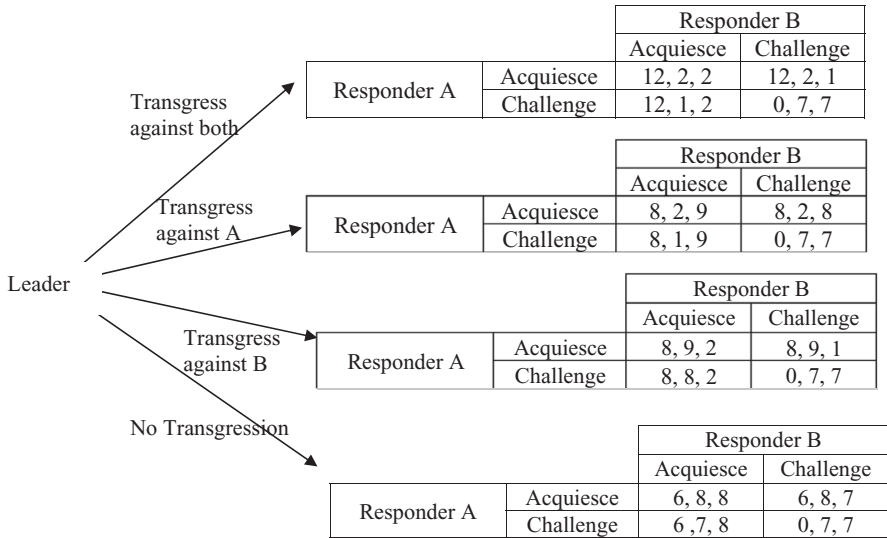 Responder B
Acquiesce Challenge
Responder A Acquiesce 12, 2, 2 12, 2, 1
Challenge 12, 1, 2 0, 7, 7
Transgress
against both
Responder B
Acquiesce Challenge
Responder A Acquiesce 8, 2, 9 8, 2, 8
Challenge 8, 1, 9 0, 7, 7
Transgress
against A
Leader
Responder B
Acquiesce Challenge
Responder A Acquiesce 8, 9, 2 8, 9, 1
Challenge 8, 8, 2 0, 7, 7
Transgress
against B
No Transgression
Responder B
Acquiesce Challenge
Responder A Acquiesce 6, 8, 8 6, 8, 7
Challenge 6 ,7, 8 0, 7, 7